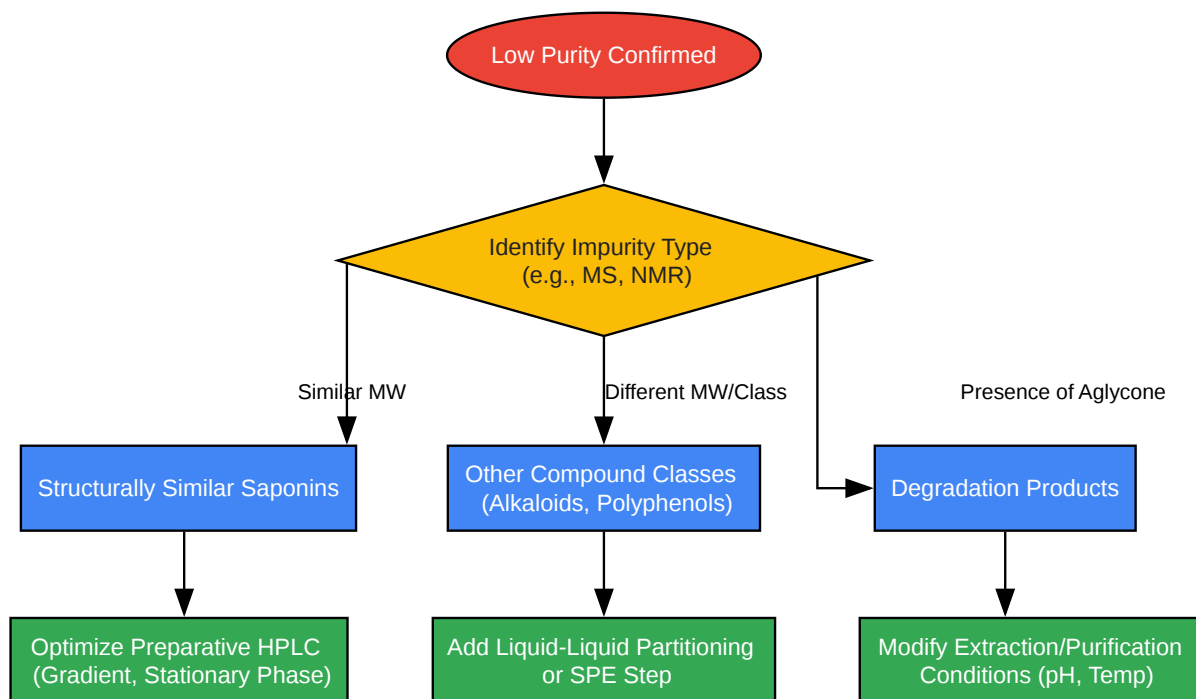 Low Purity Confirmed
Identify Impurity Type
(e.g., MS, NMR)
Similar MW
Different MW/Class
Presence of Aglycone
Structurally Similar Saponins
Other Compound Classes
(Alkaloids, Polyphenols)
Degradation Products
Optimize Preparative HPLC
(Gradient, Stationary Phase)
Add Liquid-Liquid Partitioning
or SPE Step
Modify Extraction/Purification
Conditions (pH, Temp)